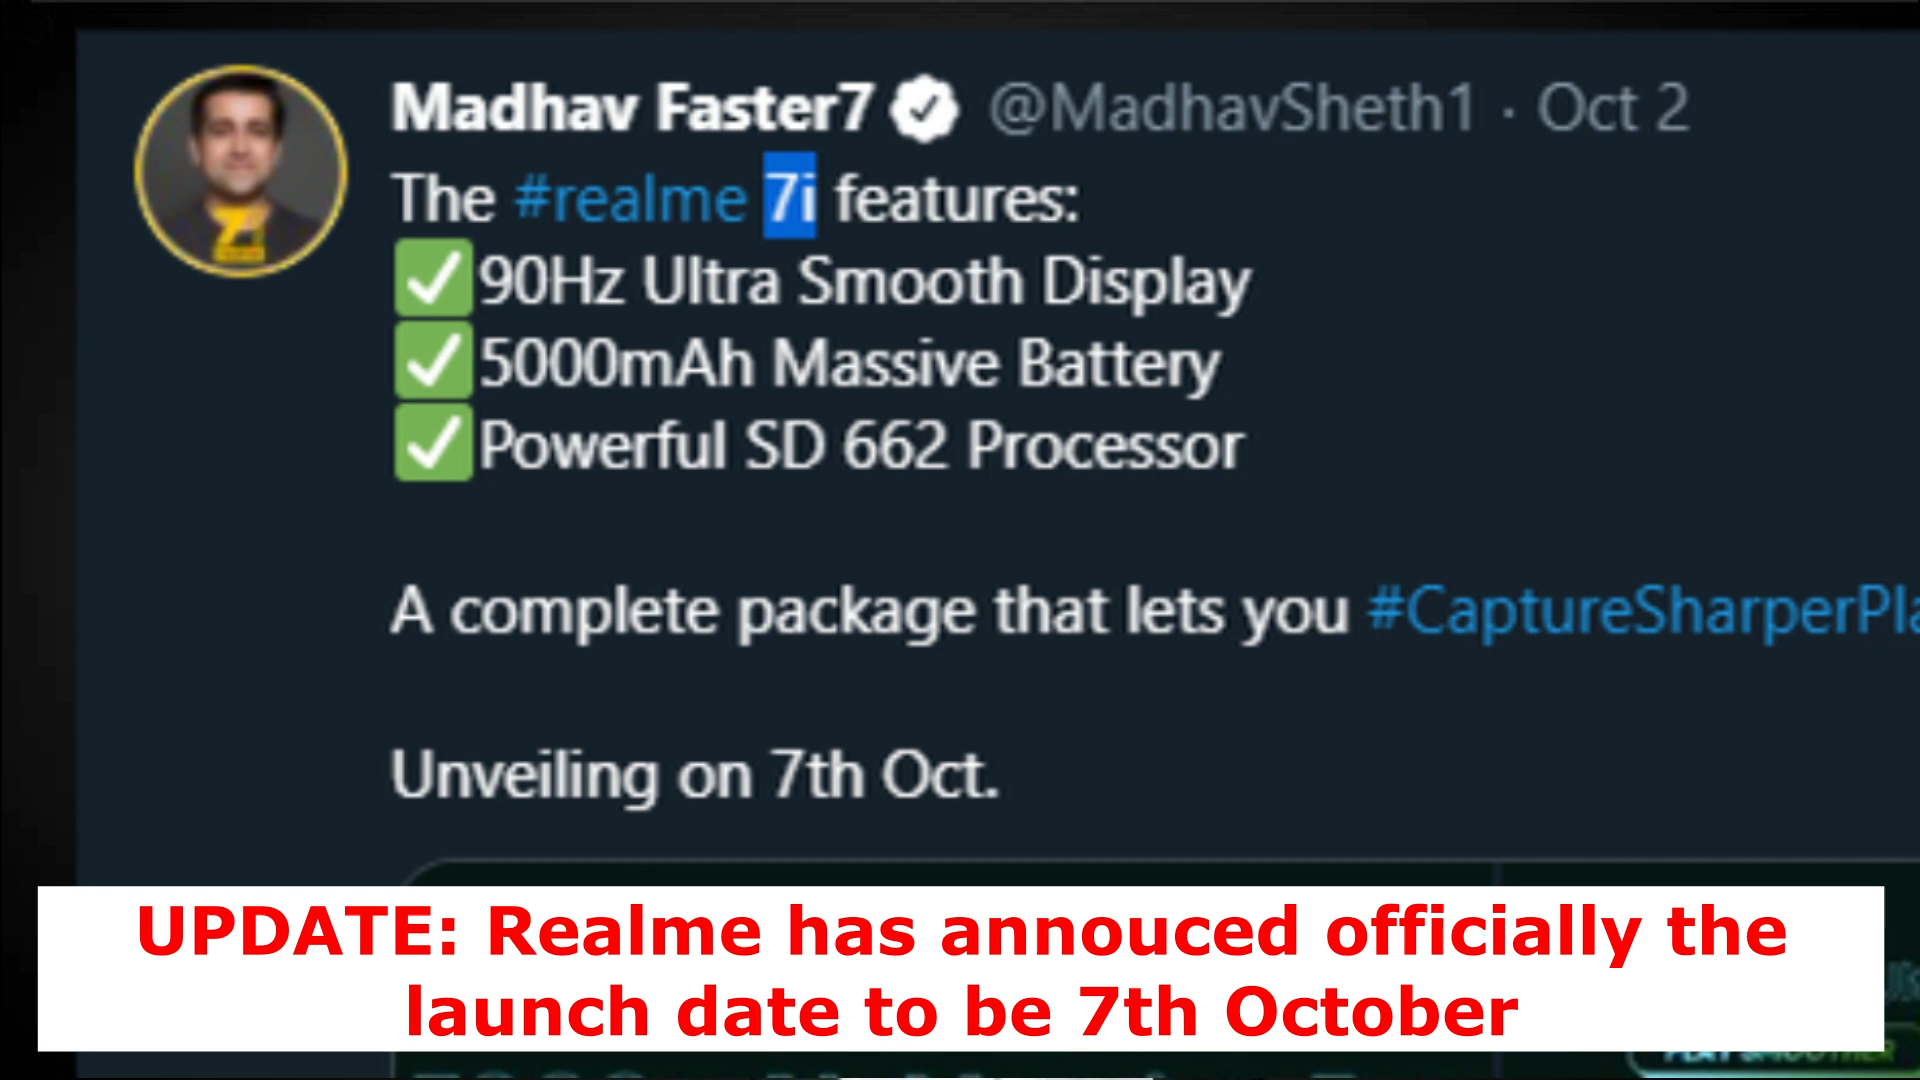 Madhav Faster7 @MadhavSheth1 · Oct 2
The #realme 7i features:
✅90Hz Ultra Smooth Display
✅5000mAh Massive Battery
✅Powerful SD 662 Processor
A complete package that lets you #CaptureSharperPla
Unveiling on 7th Oct.
UPDATE: Realme has annouced officially the
launch date to be 7th October